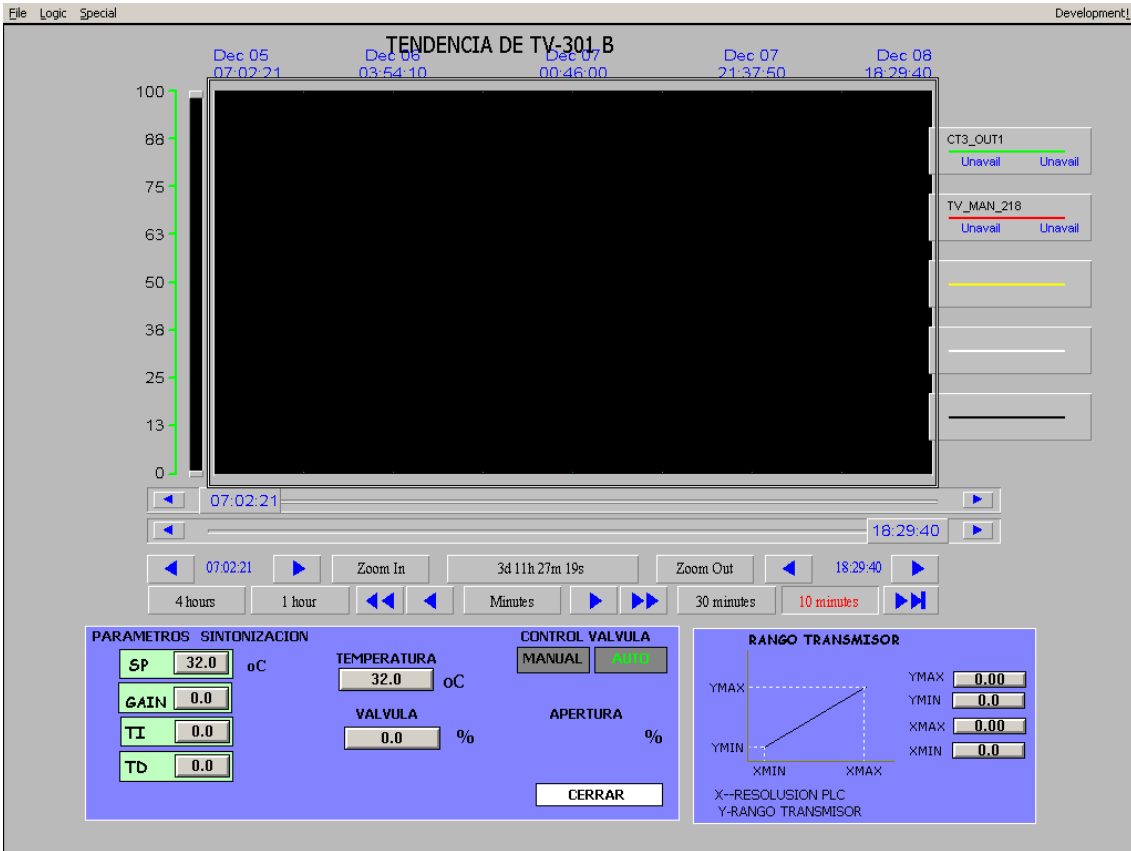 File Logic Special Development!
TENDENCIA DE TV-301 B
Dec 05 Dec 06 Dec 07 Dec 07 Dec 08
07:02:21 03:54:10 00:46:00 21:37:50 18:29:40
100
88
75
63
50
38
25
13
0
CT3_OUT1
Unavail Unavail
TV_MAN_218
Unavail Unavail
07:02:21
18:29:40
07:02:21 Zoom In 3d 11h 27m 19s Zoom Out 18:29:40
4 hours 1 hour Minutes 30 minutes 10 minutes
PARAMETROS SINTONIZACION
SP 32.0 oC
GAIN 0.0
TI 0.0
TD 0.0
TEMPERATURA
32.0 oC
VALVULA
0.0 %
CONTROL VALVULA
MANUAL AUTO
APERTURA
%
CERRAR
RANGO TRANSMISOR
YMAX
YMIN
XMIN XMAX
YMAX 0.00
YMIN 0.0
XMAX 0.00
XMIN 0.0
X--RESOLUSION PLC
Y-RANGO TRANSMISOR